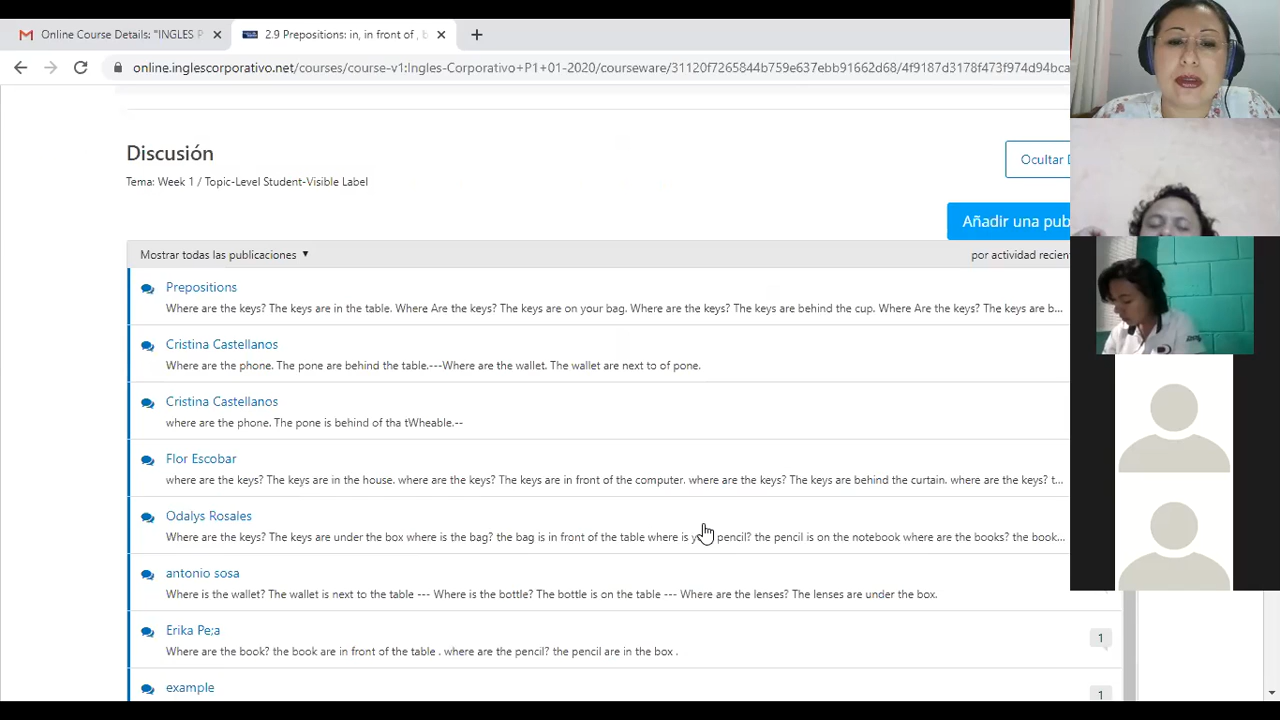 Online Course Details: "INGLES P
2.9 Prepositions: in, in front of , b
online.inglescorporativo.net/courses/course-v1:Ingles-Corporativo+P1+01-2020/courseware/31120f7265844b759e637ebb91662d68/4f9187d3178f473f974d94bca
Discusión
Ocultar D
Tema: Week 1 / Topic-Level Student-Visible Label
Añadir una pub
Mostrar todas las publicaciones
por actividad recien
Prepositions
Where are the keys? The keys are in the table. Where Are the keys? The keys are on your bag. Where are the keys? The keys are behind the cup. Where Are the keys? The keys are b...
Cristina Castellanos
Where are the phone. The pone are behind the table.---Where are the wallet. The wallet are next to of pone.
Cristina Castellanos
where are the phone. The pone is behind of tha tWheable.--
Flor Escobar
where are the keys? The keys are in the house. where are the keys? The keys are in front of the computer. where are the keys? The keys are behind the curtain. where are the keys? t...
Odalys Rosales
Where are the keys? The keys are under the box where is the bag? the bag is in front of the table where is pencil? the pencil is on the notebook where are the books? the book...
antonio sosa
Where is the wallet? The wallet is next to the table --- Where is the bottle? The bottle is on the table --- Where are the lenses? The lenses are under the box.
Erika Pe;a
1
Where are the book? the book are in front of the table . where are the pencil? the pencil are in the box .
example
1